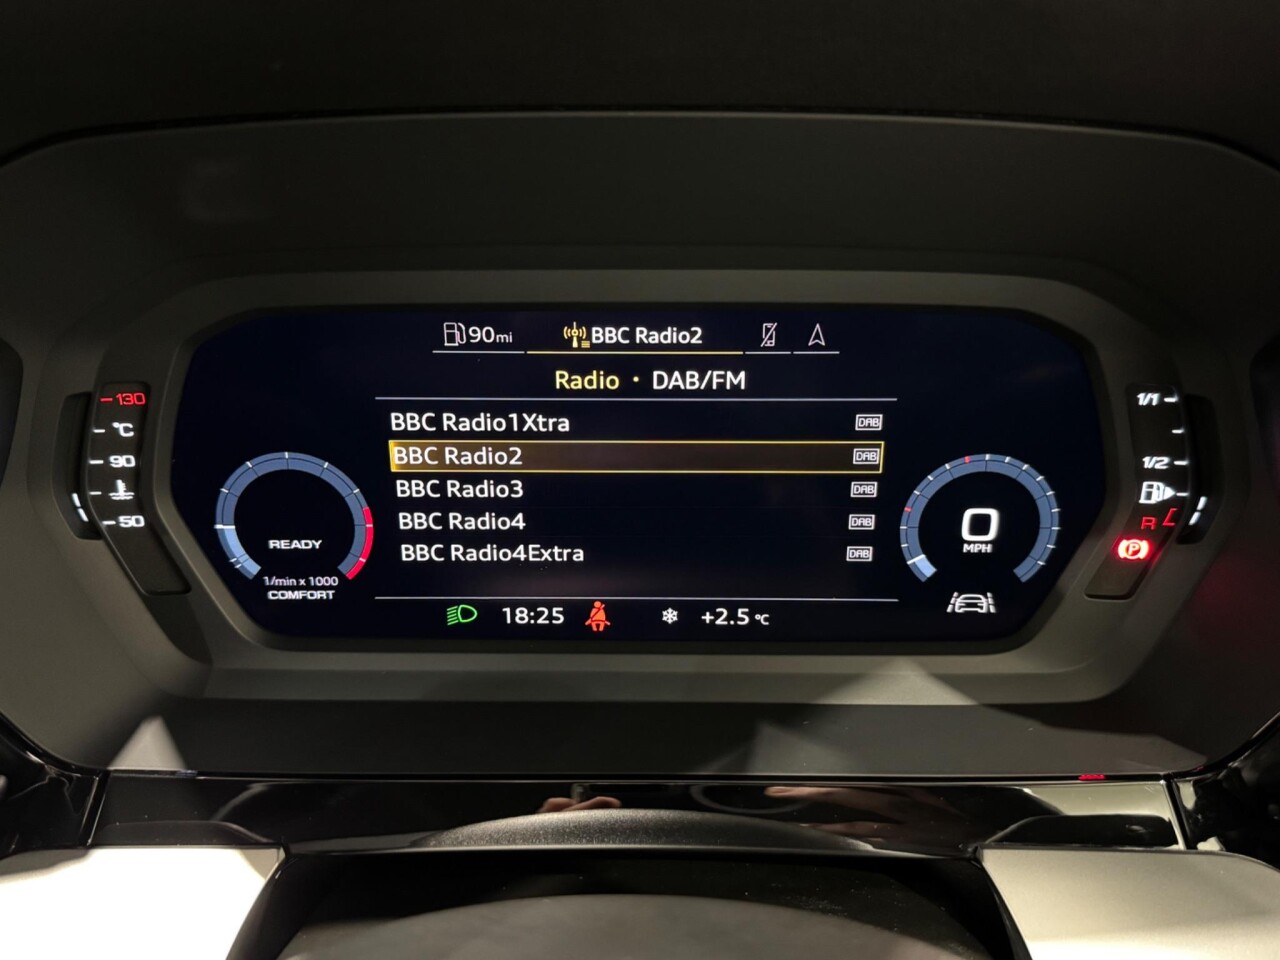 90mi BBC Radio2
Radio • DAB/FM
BBC Radio1Xtra DAB
BBC Radio2 DAB
BBC Radio3 DAB
BBC Radio4 DAB
BBC Radio4Extra DAB
18:25 +2.5 °C
130
°C
90
50
READY
1/min x 1000
COMFORT
0
MPH
1/1
1/2
R
P